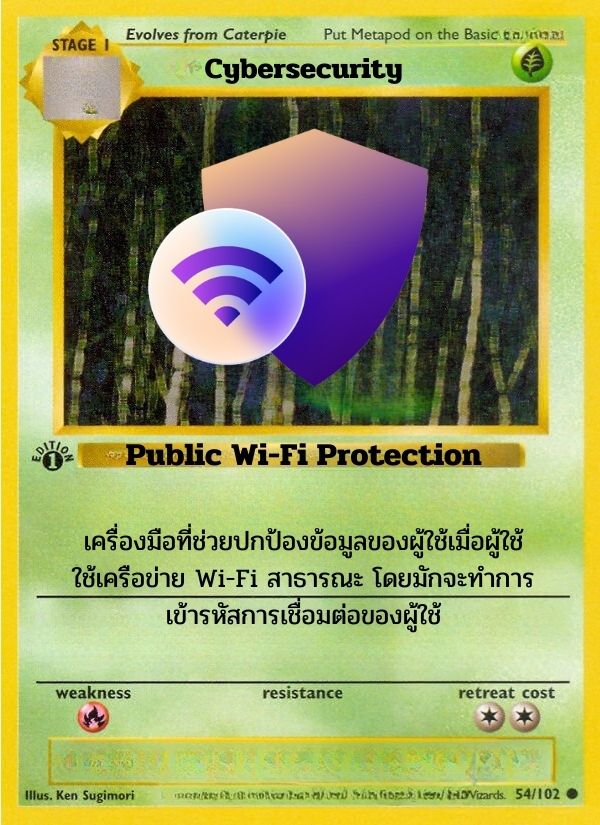 STAGE 1
Evolves from Caterpie
Put Metapod on the Basic
Cybersecurity
EDITION
1
Public Wi-Fi Protection
เครื่องมือที่ช่วยปกป้องข้อมูลของผู้ใช้เมื่อผู้ใช้
ใช้เครือข่าย Wi-Fi สาธารณะ โดยมักจะทำการ
เข้ารหัสการเชื่อมต่อของผู้ใช้
weakness
resistance
retreat cost
Illus. Ken Sugimori
Wizards. 54/102